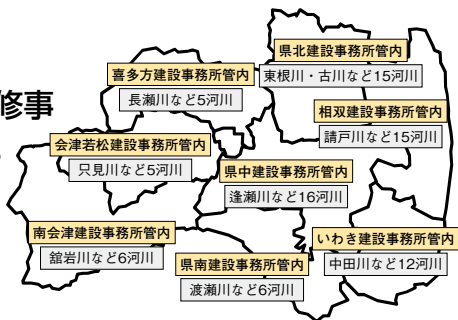 修事
県北建設事務所管内
東根川・古川など15河川
喜多方建設事務所管内
長瀬川など5河川
相双建設事務所管内
請戸川など15河川
会津若松建設事務所管内
只見川など5河川
県中建設事務所管内
逢瀬川など16河川
南会津建設事務所管内
舘岩川など6河川
いわき建設事務所管内
中田川など12河川
県南建設事務所管内
渡瀬川など6河川